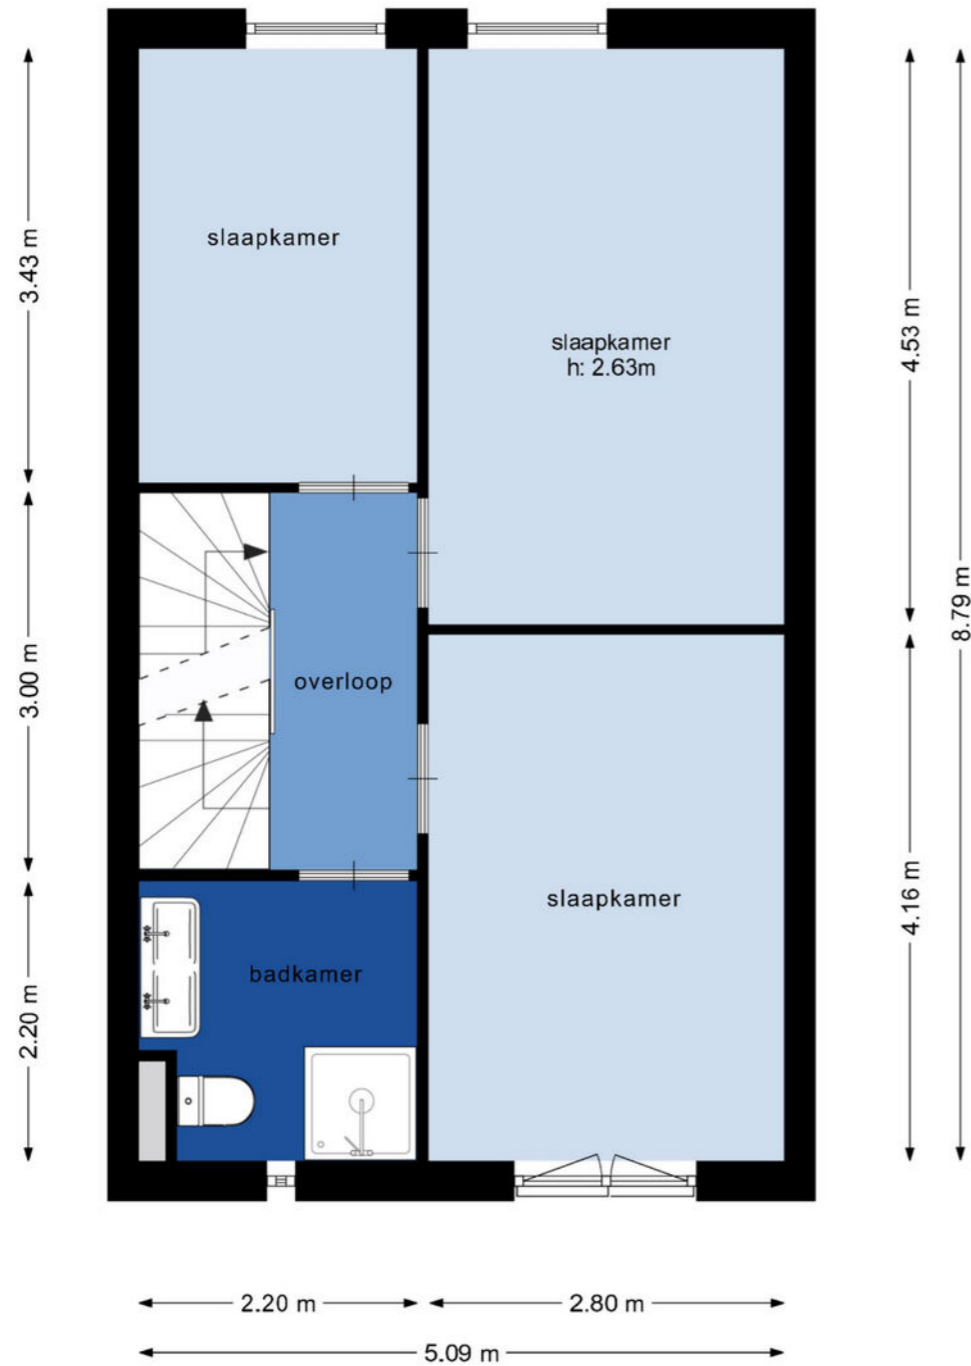 slaapkamer
slaapkamer
h: 2.63m
overloop
slaapkamer
badkamer
3.43 m
3.00 m
2.20 m
4.53 m
4.16 m
8.79 m
2.20 m
2.80 m
5.09 m